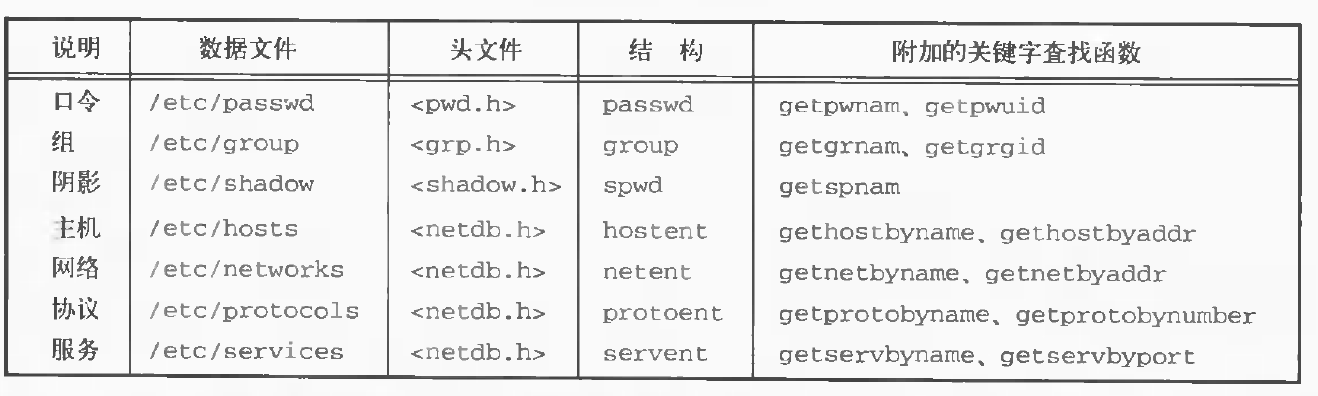 说明 数据文件 头文件 结 构 附加的关键字查找函数
口令 /etc/passwd <pwd.h> passwd getpwnam、getpwuid
组 /etc/group <grp.h> group getgrnam、getgrgid
阴影 /etc/shadow <shadow.h> spwd getspnam
主机 /etc/hosts <netdb.h> hostent gethostbyname、gethostbyaddr
网络 /etc/networks <netdb.h> netent getnetbyname、getnetbyaddr
协议 /etc/protocols <netdb.h> protoent getprotobyname、getprotobynumber
服务 /etc/services <netdb.h> servent getservbyname、getservbyport